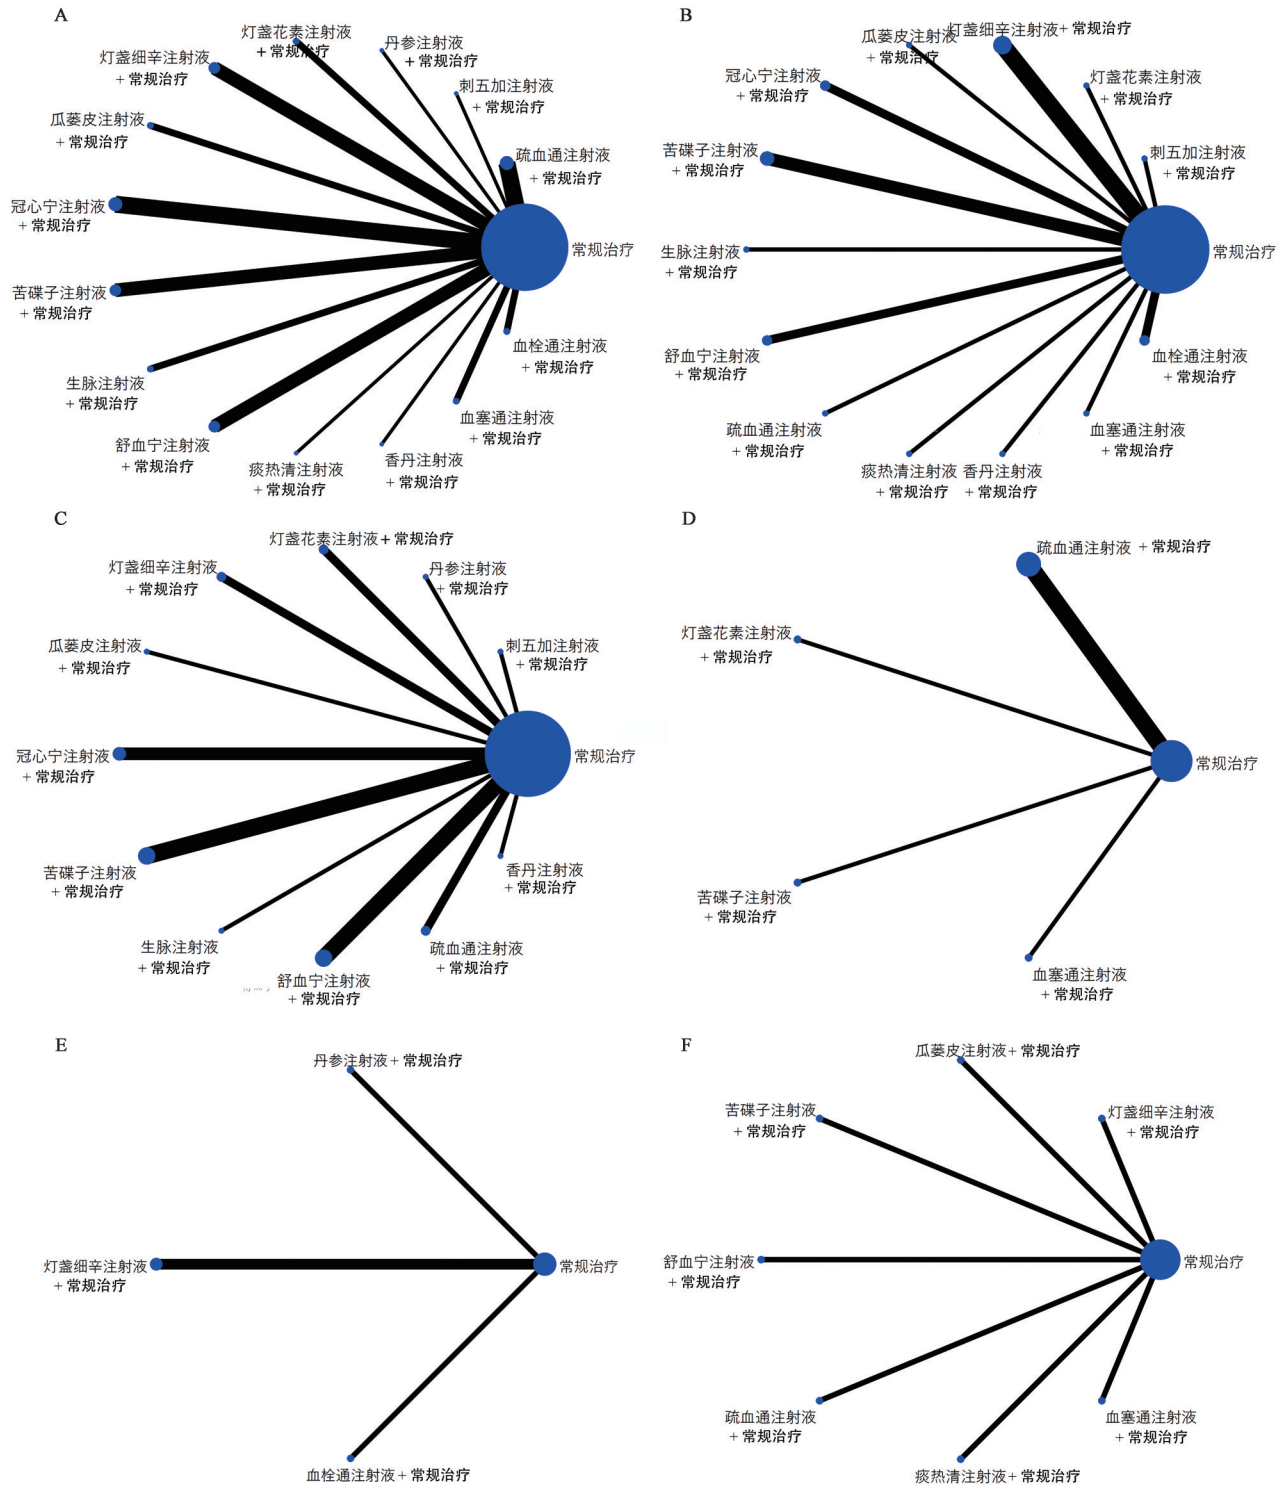 A
灯盏花素注射液
+ 常规治疗
丹参注射液
+ 常规治疗
灯盏细辛注射液
+ 常规治疗
刺五加注射液
+ 常规治疗
瓜蒌皮注射液
+ 常规治疗
疏血通注射液
+ 常规治疗
冠心宁注射液
+ 常规治疗
常规治疗
苦碟子注射液
+ 常规治疗
血栓通注射液
+ 常规治疗
生脉注射液
+ 常规治疗
血塞通注射液
+ 常规治疗
舒血宁注射液
+ 常规治疗
痰热清注射液
+ 常规治疗
香丹注射液
+ 常规治疗
B
瓜蒌皮注射液
+ 常规治疗
灯盏细辛注射液+ 常规治疗
冠心宁注射液
+ 常规治疗
灯盏花素注射液
+ 常规治疗
苦碟子注射液
+ 常规治疗
刺五加注射液
+ 常规治疗
生脉注射液
+ 常规治疗
常规治疗
舒血宁注射液
+ 常规治疗
血栓通注射液
+ 常规治疗
疏血通注射液
+ 常规治疗
血塞通注射液
+ 常规治疗
痰热清注射液
+ 常规治疗
香丹注射液
+ 常规治疗
C
灯盏花素注射液+ 常规治疗
灯盏细辛注射液
+ 常规治疗
丹参注射液
+ 常规治疗
瓜蒌皮注射液
+ 常规治疗
刺五加注射液
+ 常规治疗
冠心宁注射液
+ 常规治疗
常规治疗
苦碟子注射液
+ 常规治疗
香丹注射液
+ 常规治疗
生脉注射液
+ 常规治疗
疏血通注射液
+ 常规治疗
舒血宁注射液
+ 常规治疗
D
疏血通注射液 + 常规治疗
灯盏花素注射液
+ 常规治疗
常规治疗
苦碟子注射液
+ 常规治疗
血塞通注射液
+ 常规治疗
E
丹参注射液+ 常规治疗
灯盏细辛注射液
+ 常规治疗
常规治疗
血栓通注射液+ 常规治疗
F
瓜蒌皮注射液+ 常规治疗
苦碟子注射液
+ 常规治疗
灯盏细辛注射液
+ 常规治疗
舒血宁注射液
+ 常规治疗
常规治疗
疏血通注射液
+ 常规治疗
血塞通注射液
+ 常规治疗
痰热清注射液+ 常规治疗